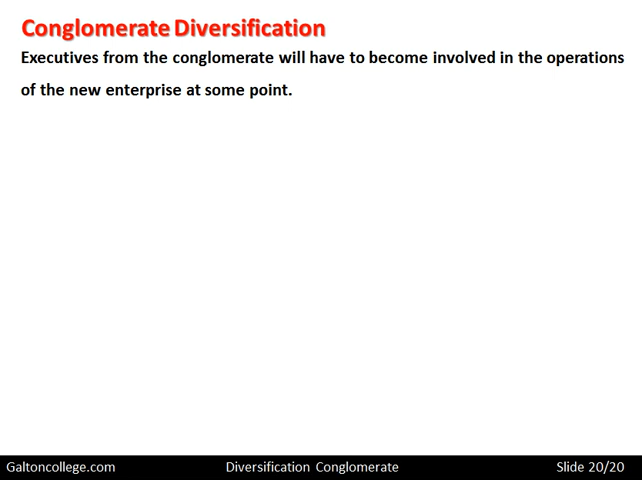 Conglomerate Diversification
Executives from the conglomerate will have to become involved in the operations
of the new enterprise at some point.
Galtoncollege.com Diversification Conglomerate Slide 20/20